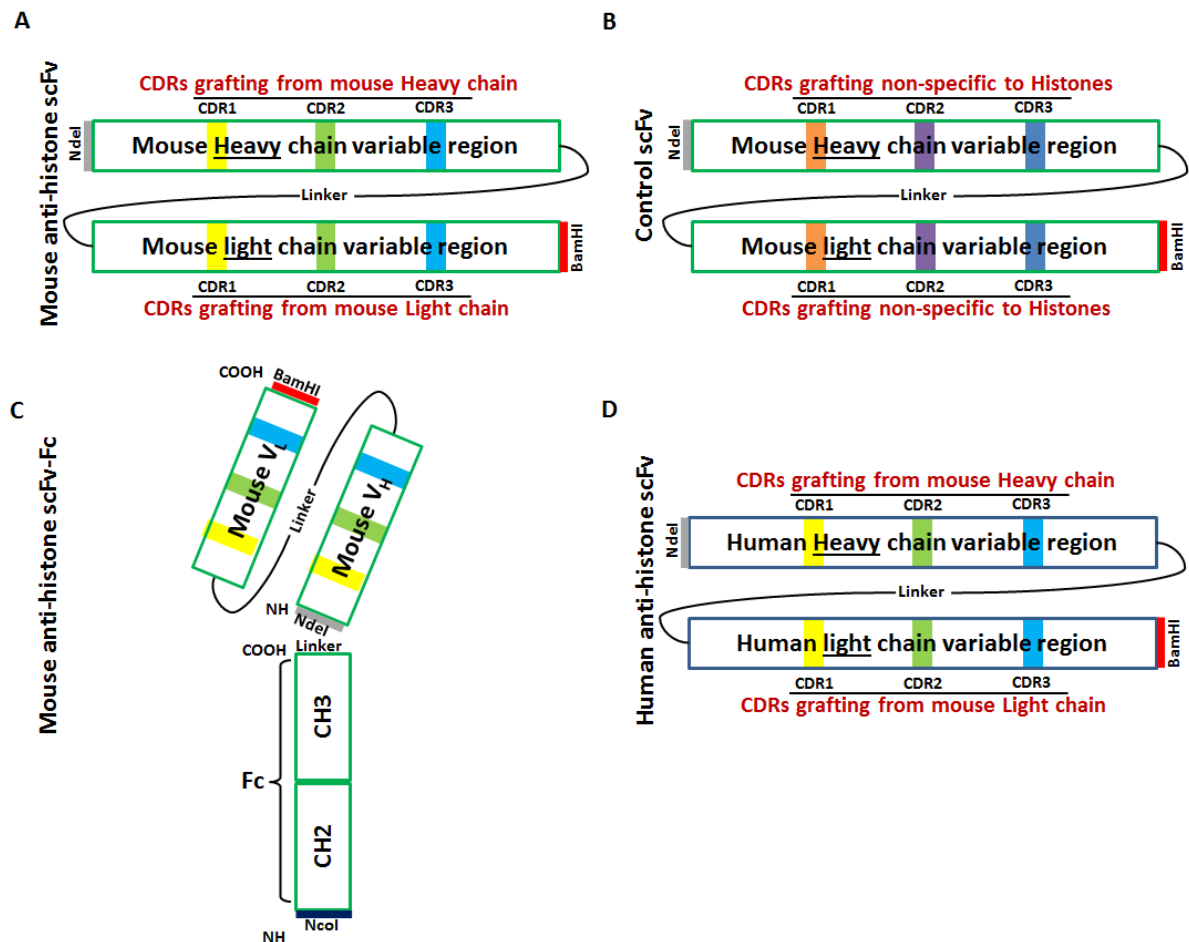 A
Mouse anti-histone scFv
CDRs grafting from mouse Heavy chain
CDR1 CDR2 CDR3
NdeI
Mouse Heavy chain variable region
Linker
Mouse light chain variable region
BamHI
CDR1 CDR2 CDR3
CDRs grafting from mouse Light chain
B
Control scFv
CDRs grafting non-specific to Histones
CDR1 CDR2 CDR3
NdeI
Mouse Heavy chain variable region
Linker
Mouse light chain variable region
BamHI
CDR1 CDR2 CDR3
CDRs grafting non-specific to Histones
C
Mouse anti-histone scFv-Fc
COOH BamHI
Mouse VL
Linker
Mouse VH
NH NdeI
COOH Linker
CH3
Fc
CH2
NcoI
NH
D
Human anti-histone scFv
CDRs grafting from mouse Heavy chain
CDR1 CDR2 CDR3
NdeI
Human Heavy chain variable region
Linker
Human light chain variable region
BamHI
CDR1 CDR2 CDR3
CDRs grafting from mouse Light chain